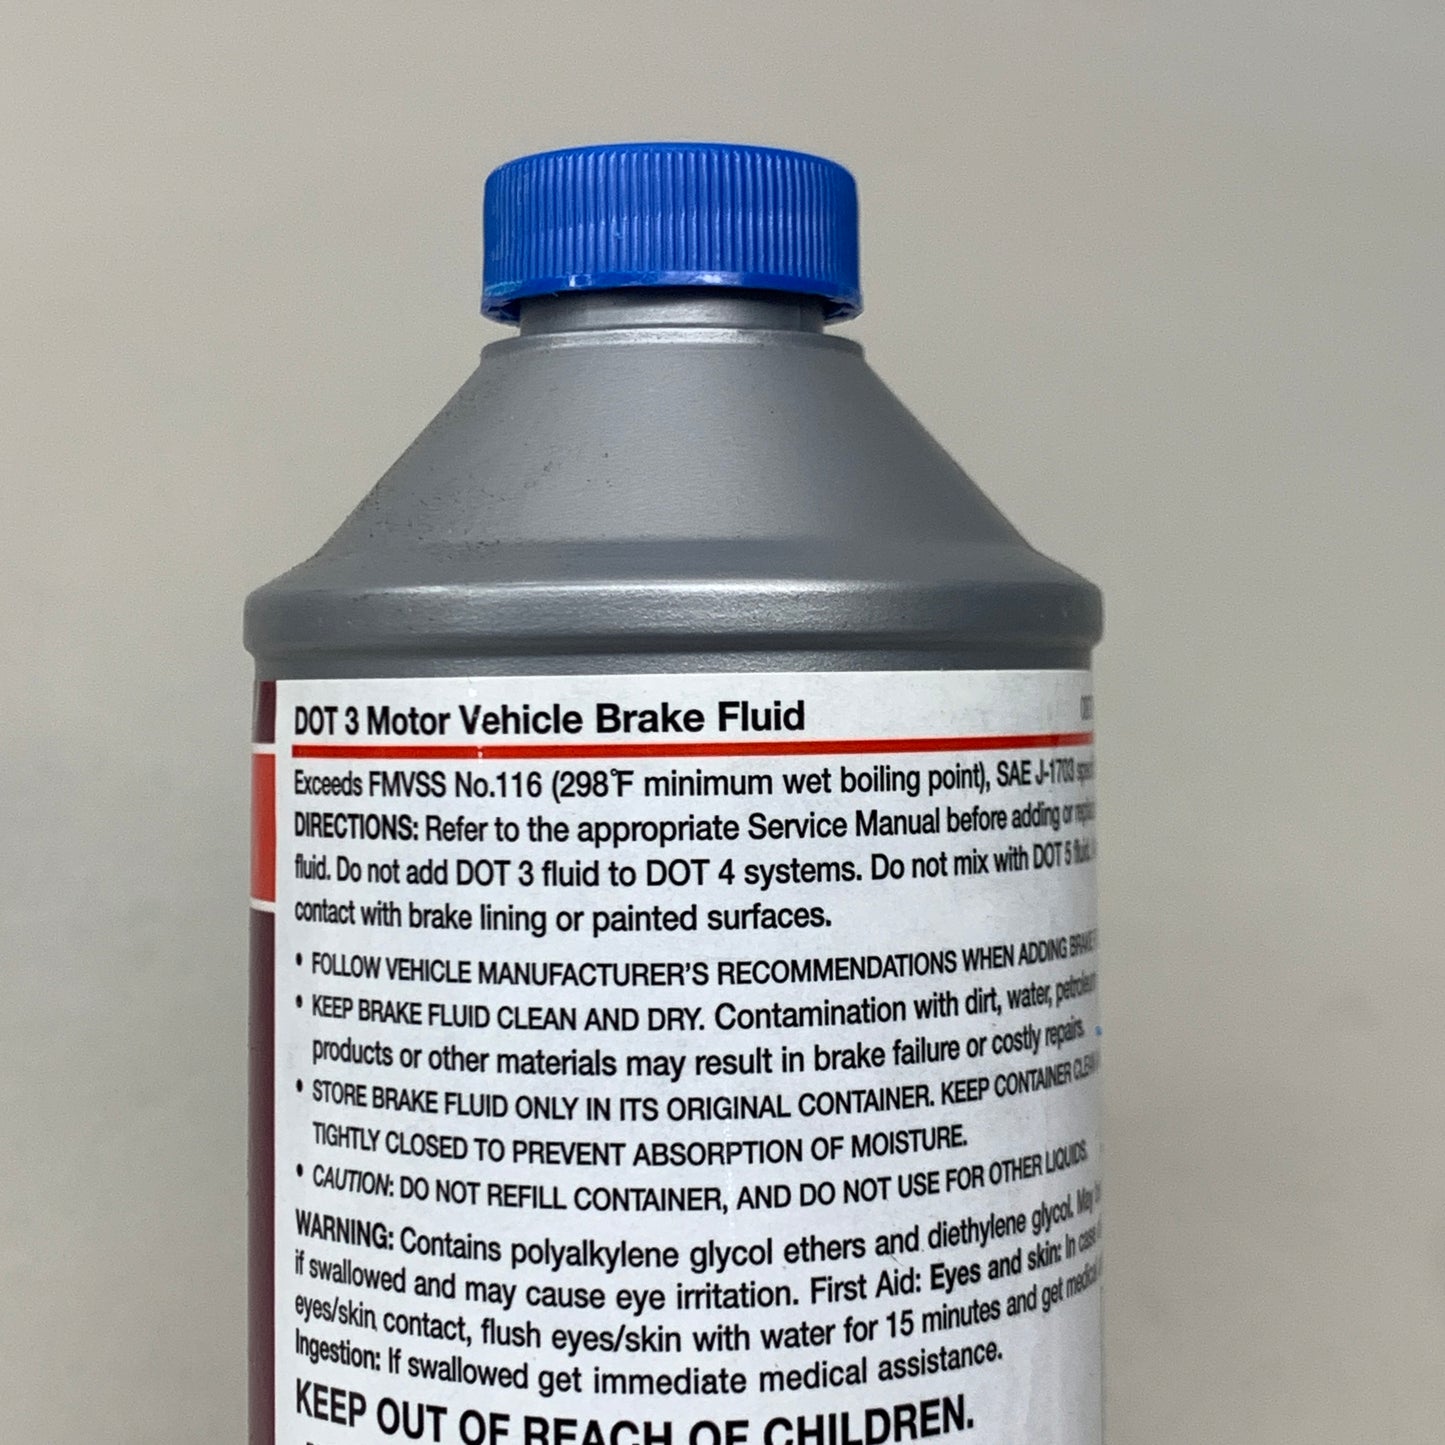 DOT 3 Motor Vehicle Brake Fluid
Exceeds FMVSS No.116 (298°F minimum wet boiling point), SAE J-1703
DIRECTIONS: Refer to the appropriate Service Manual before adding or
fluid. Do not add DOT 3 fluid to DOT 4 systems. Do not mix with DOT 5 fluid.
contact with brake lining or painted surfaces.
• FOLLOW VEHICLE MANUFACTURER'S RECOMMENDATIONS WHEN ADDING BRAKE
• KEEP BRAKE FLUID CLEAN AND DRY. Contamination with dirt, water, petroleum
products or other materials may result in brake failure or costly repairs.
• STORE BRAKE FLUID ONLY IN ITS ORIGINAL CONTAINER. KEEP CONTAINER CLEAN
TIGHTLY CLOSED TO PREVENT ABSORPTION OF MOISTURE.
• CAUTION: DO NOT REFILL CONTAINER, AND DO NOT USE FOR OTHER LIQUIDS.
WARNING: Contains polyalkylene glycol ethers and diethylene glycol. May
if swallowed and may cause eye irritation. First Aid: Eyes and skin: In case
eyes/skin contact, flush eyes/skin with water for 15 minutes and get medical
Ingestion: If swallowed get immediate medical assistance.
KEEP OUT OF REACH OF CHILDREN.